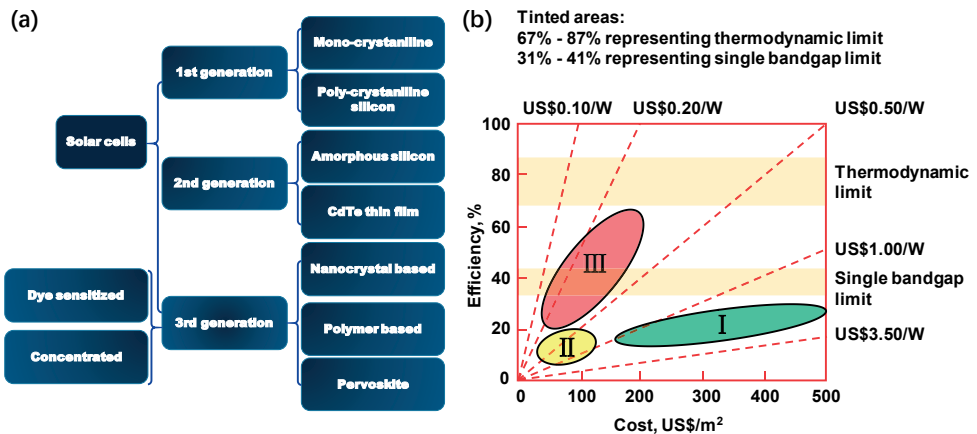 (a)
Solar cells
1st generation
Mono-crystaniline
Poly-crystaniline
silicon
2nd generation
Amorphous silicon
CdTe thin film
3rd generation
Nanocrystal based
Polymer based
Pervoskite
Dye sensitized
Concentrated
(b)
Tinted areas:
67% - 87% representing thermodynamic limit
31% - 41% representing single bandgap limit
US$0.10/W
US$0.20/W
US$0.50/W
Thermodynamic
limit
US$1.00/W
Single bandgap
limit
US$3.50/W
Efficiency, %
100
80
60
40
20
0
III
II
I
0
100
200
300
400
500
Cost, US$/m²